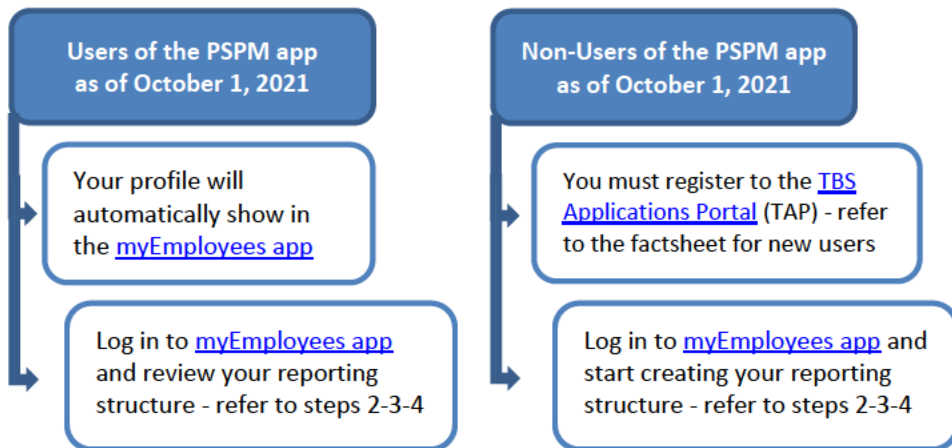 Users of the PSPM app
as of October 1, 2021
Your profile will
automatically show in
the myEmployees app
Log in to myEmployees app
and review your reporting
structure - refer to steps 2-3-4
Non-Users of the PSPM app
as of October 1, 2021
You must register to the TBS
Applications Portal (TAP) - refer
to the factsheet for new users
Log in to myEmployees app and
start creating your reporting
structure - refer to steps 2-3-4